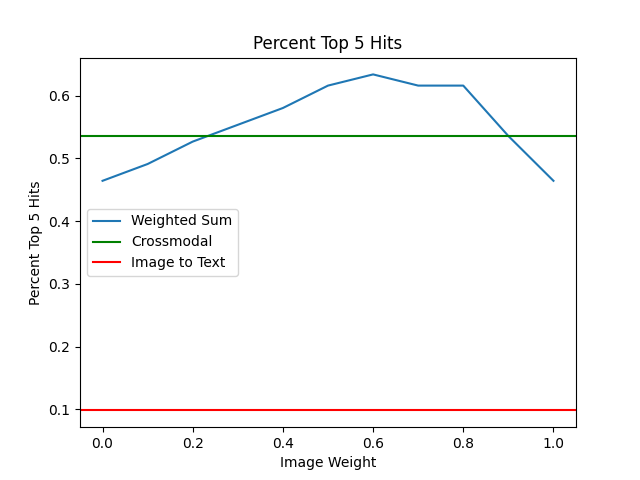 Percent Top 5 Hits
Percent Top 5 Hits
0.6
0.5
0.4
0.3
0.2
0.1
Weighted Sum
Crossmodal
Image to Text
0.0 0.2 0.4 0.6 0.8 1.0
Image Weight